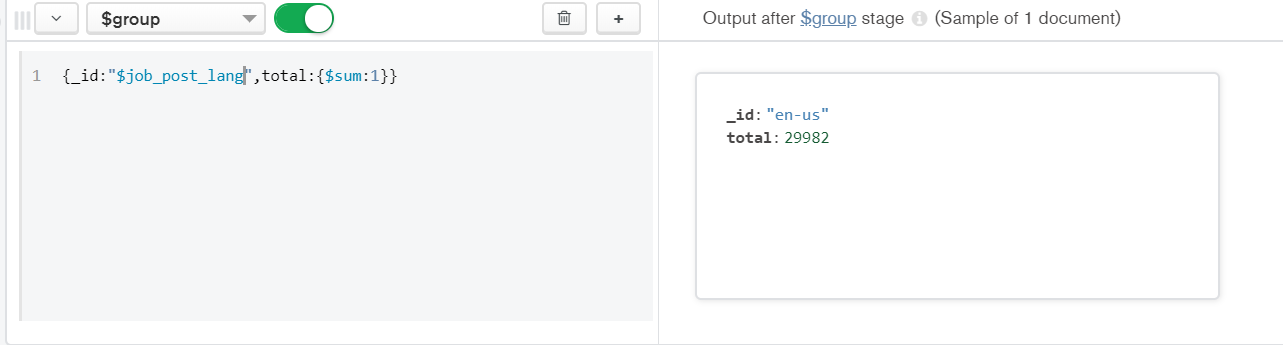 $group
+
Output after $group stage (Sample of 1 document)
1 {_id:"$job_post_lang",total:{$sum:1}}
_id: "en-us"
total: 29982